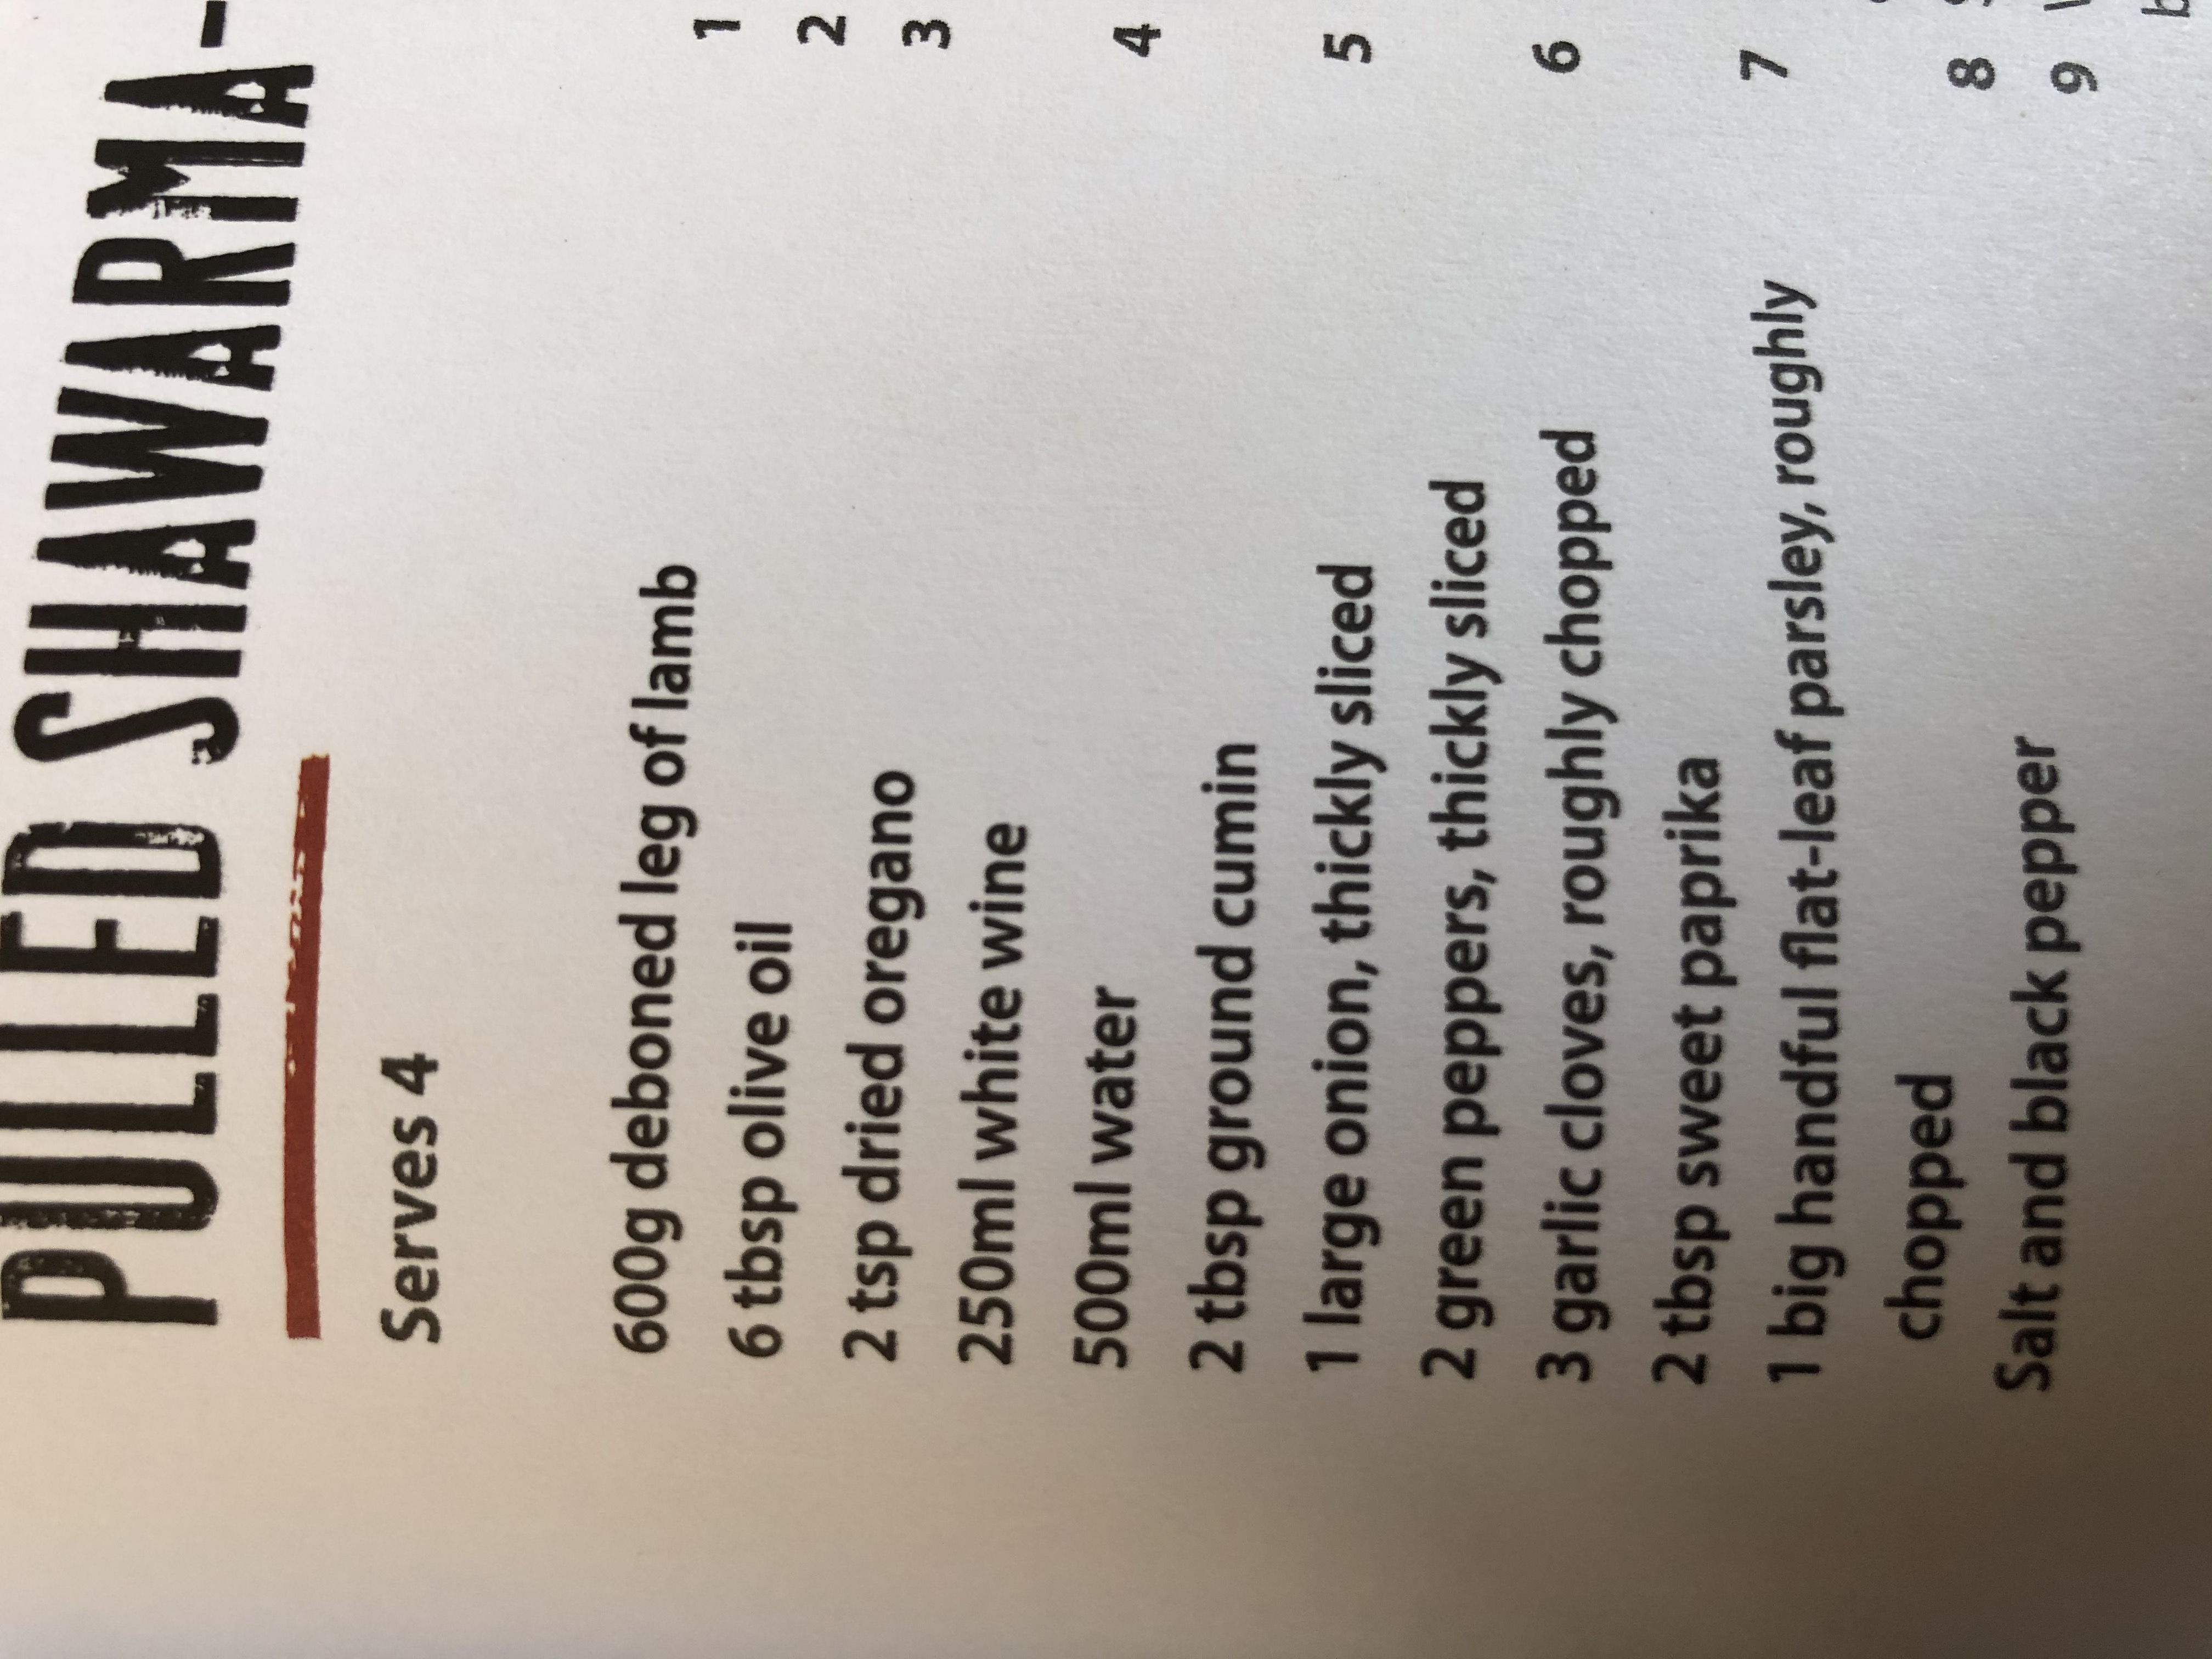 PULLED SHAWARMA-
Serves 4
600g deboned leg of lamb
6 tbsp olive oil
2 tsp dried oregano
250ml white wine
500ml water
2 tbsp ground cumin
1 large onion, thickly sliced
2 green peppers, thickly sliced
3 garlic cloves, roughly chopped
2 tbsp sweet paprika
1 big handful flat-leaf parsley, roughly
chopped
Salt and black pepper
1
2
3
4
5
6
7
8
9